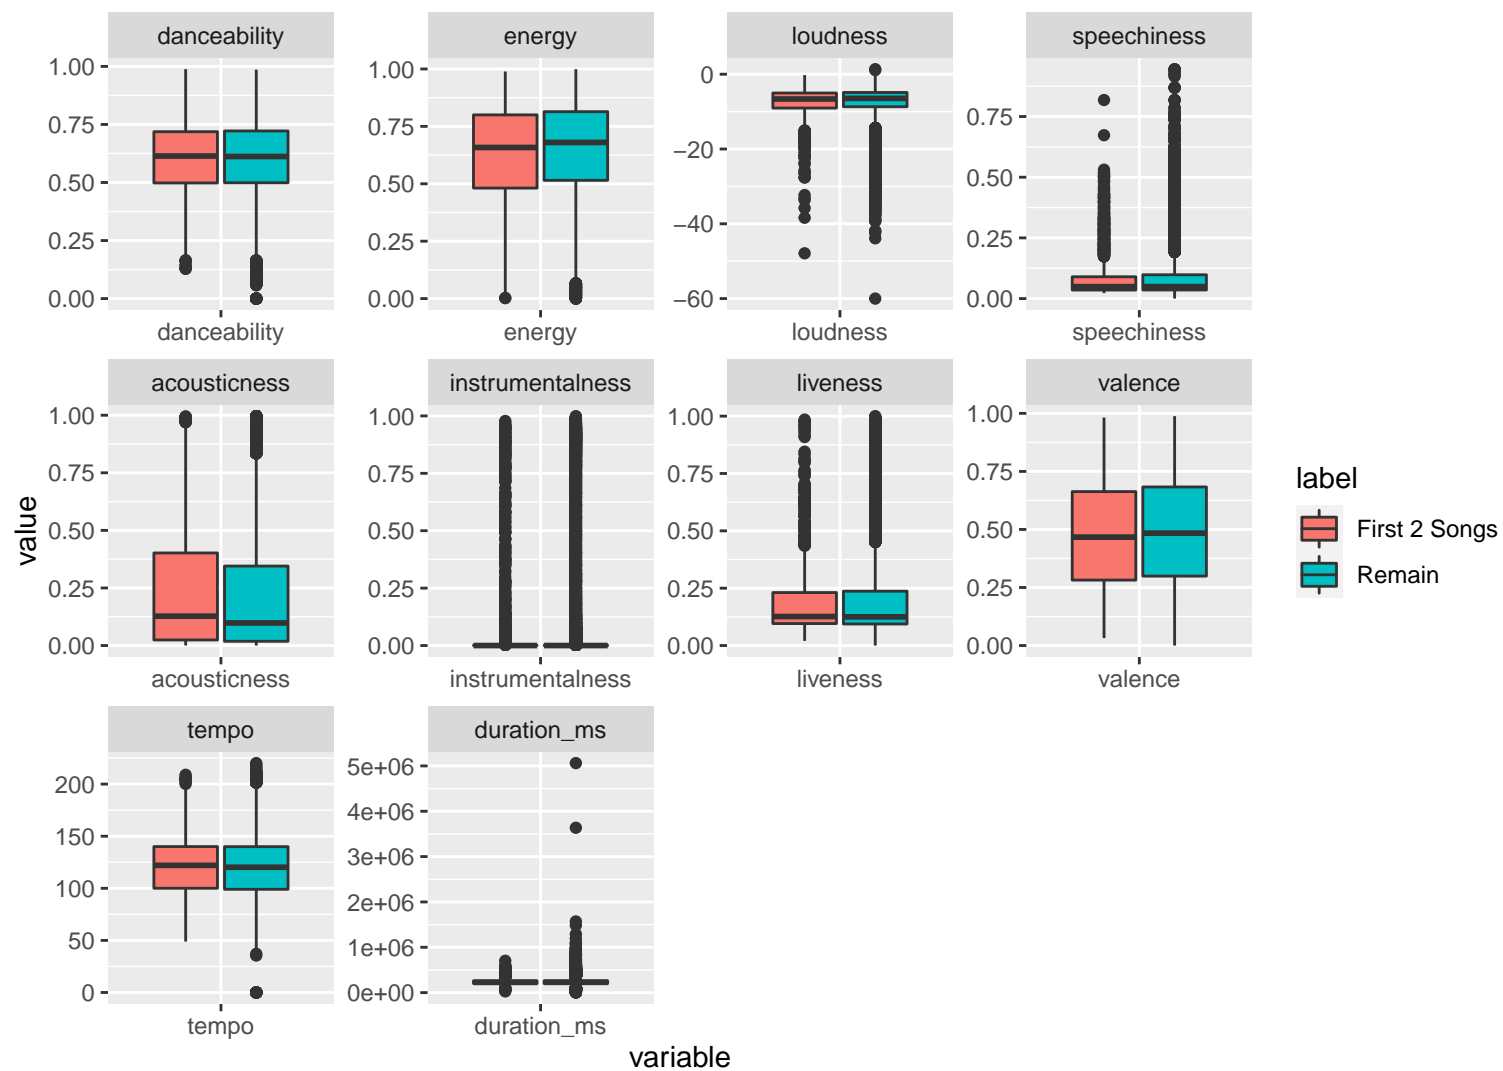 danceability
energy
loudness
speechiness
1.00
0.75
0.50
0.25
0.00
1.00
0.75
0.50
0.25
0.00
0
−20
−40
−60
0.75
0.50
0.25
0.00
danceability
energy
loudness
speechiness
acousticness
instrumentalness
liveness
valence
1.00
0.75
0.50
0.25
0.00
1.00
0.75
0.50
0.25
0.00
1.00
0.75
0.50
0.25
0.00
1.00
0.75
0.50
0.25
0.00
acousticness
instrumentalness
liveness
valence
value
label
First 2 Songs
Remain
tempo
duration_ms
200
150
100
50
0
5e+06
4e+06
3e+06
2e+06
1e+06
0e+00
tempo
duration_ms
variable